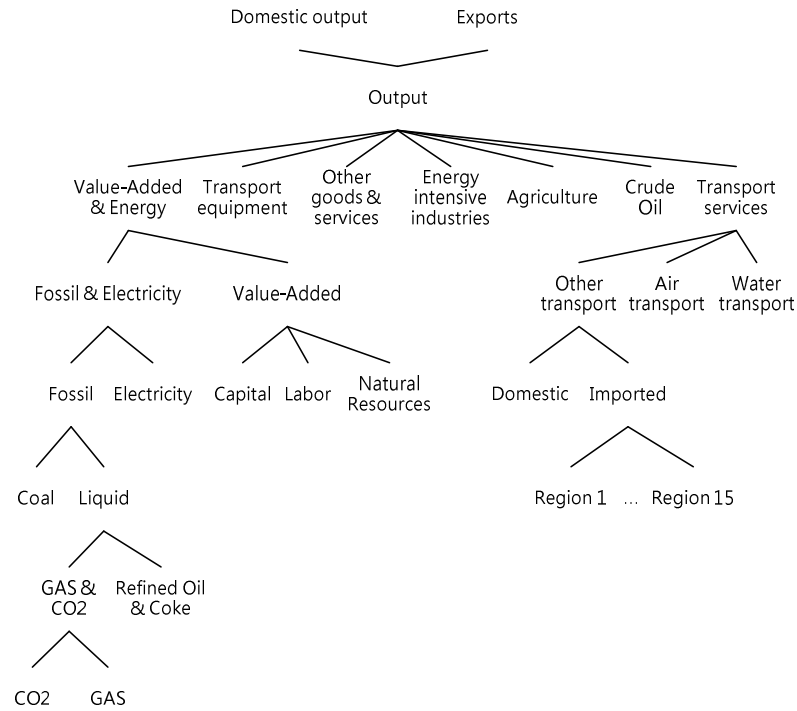 Domestic output
Exports
Output
Value-Added
& Energy
Transport
equipment
Other
goods &
services
Energy
intensive
industries
Agriculture
Crude
Oil
Transport
services
Fossil & Electricity
Value-Added
Other
transport
Air
transport
Water
transport
Fossil
Electricity
Capital
Labor
Natural
Resources
Domestic
Imported
Coal
Liquid
Region 1
...
Region 15
GAS &
CO2
Refined Oil
& Coke
CO2
GAS